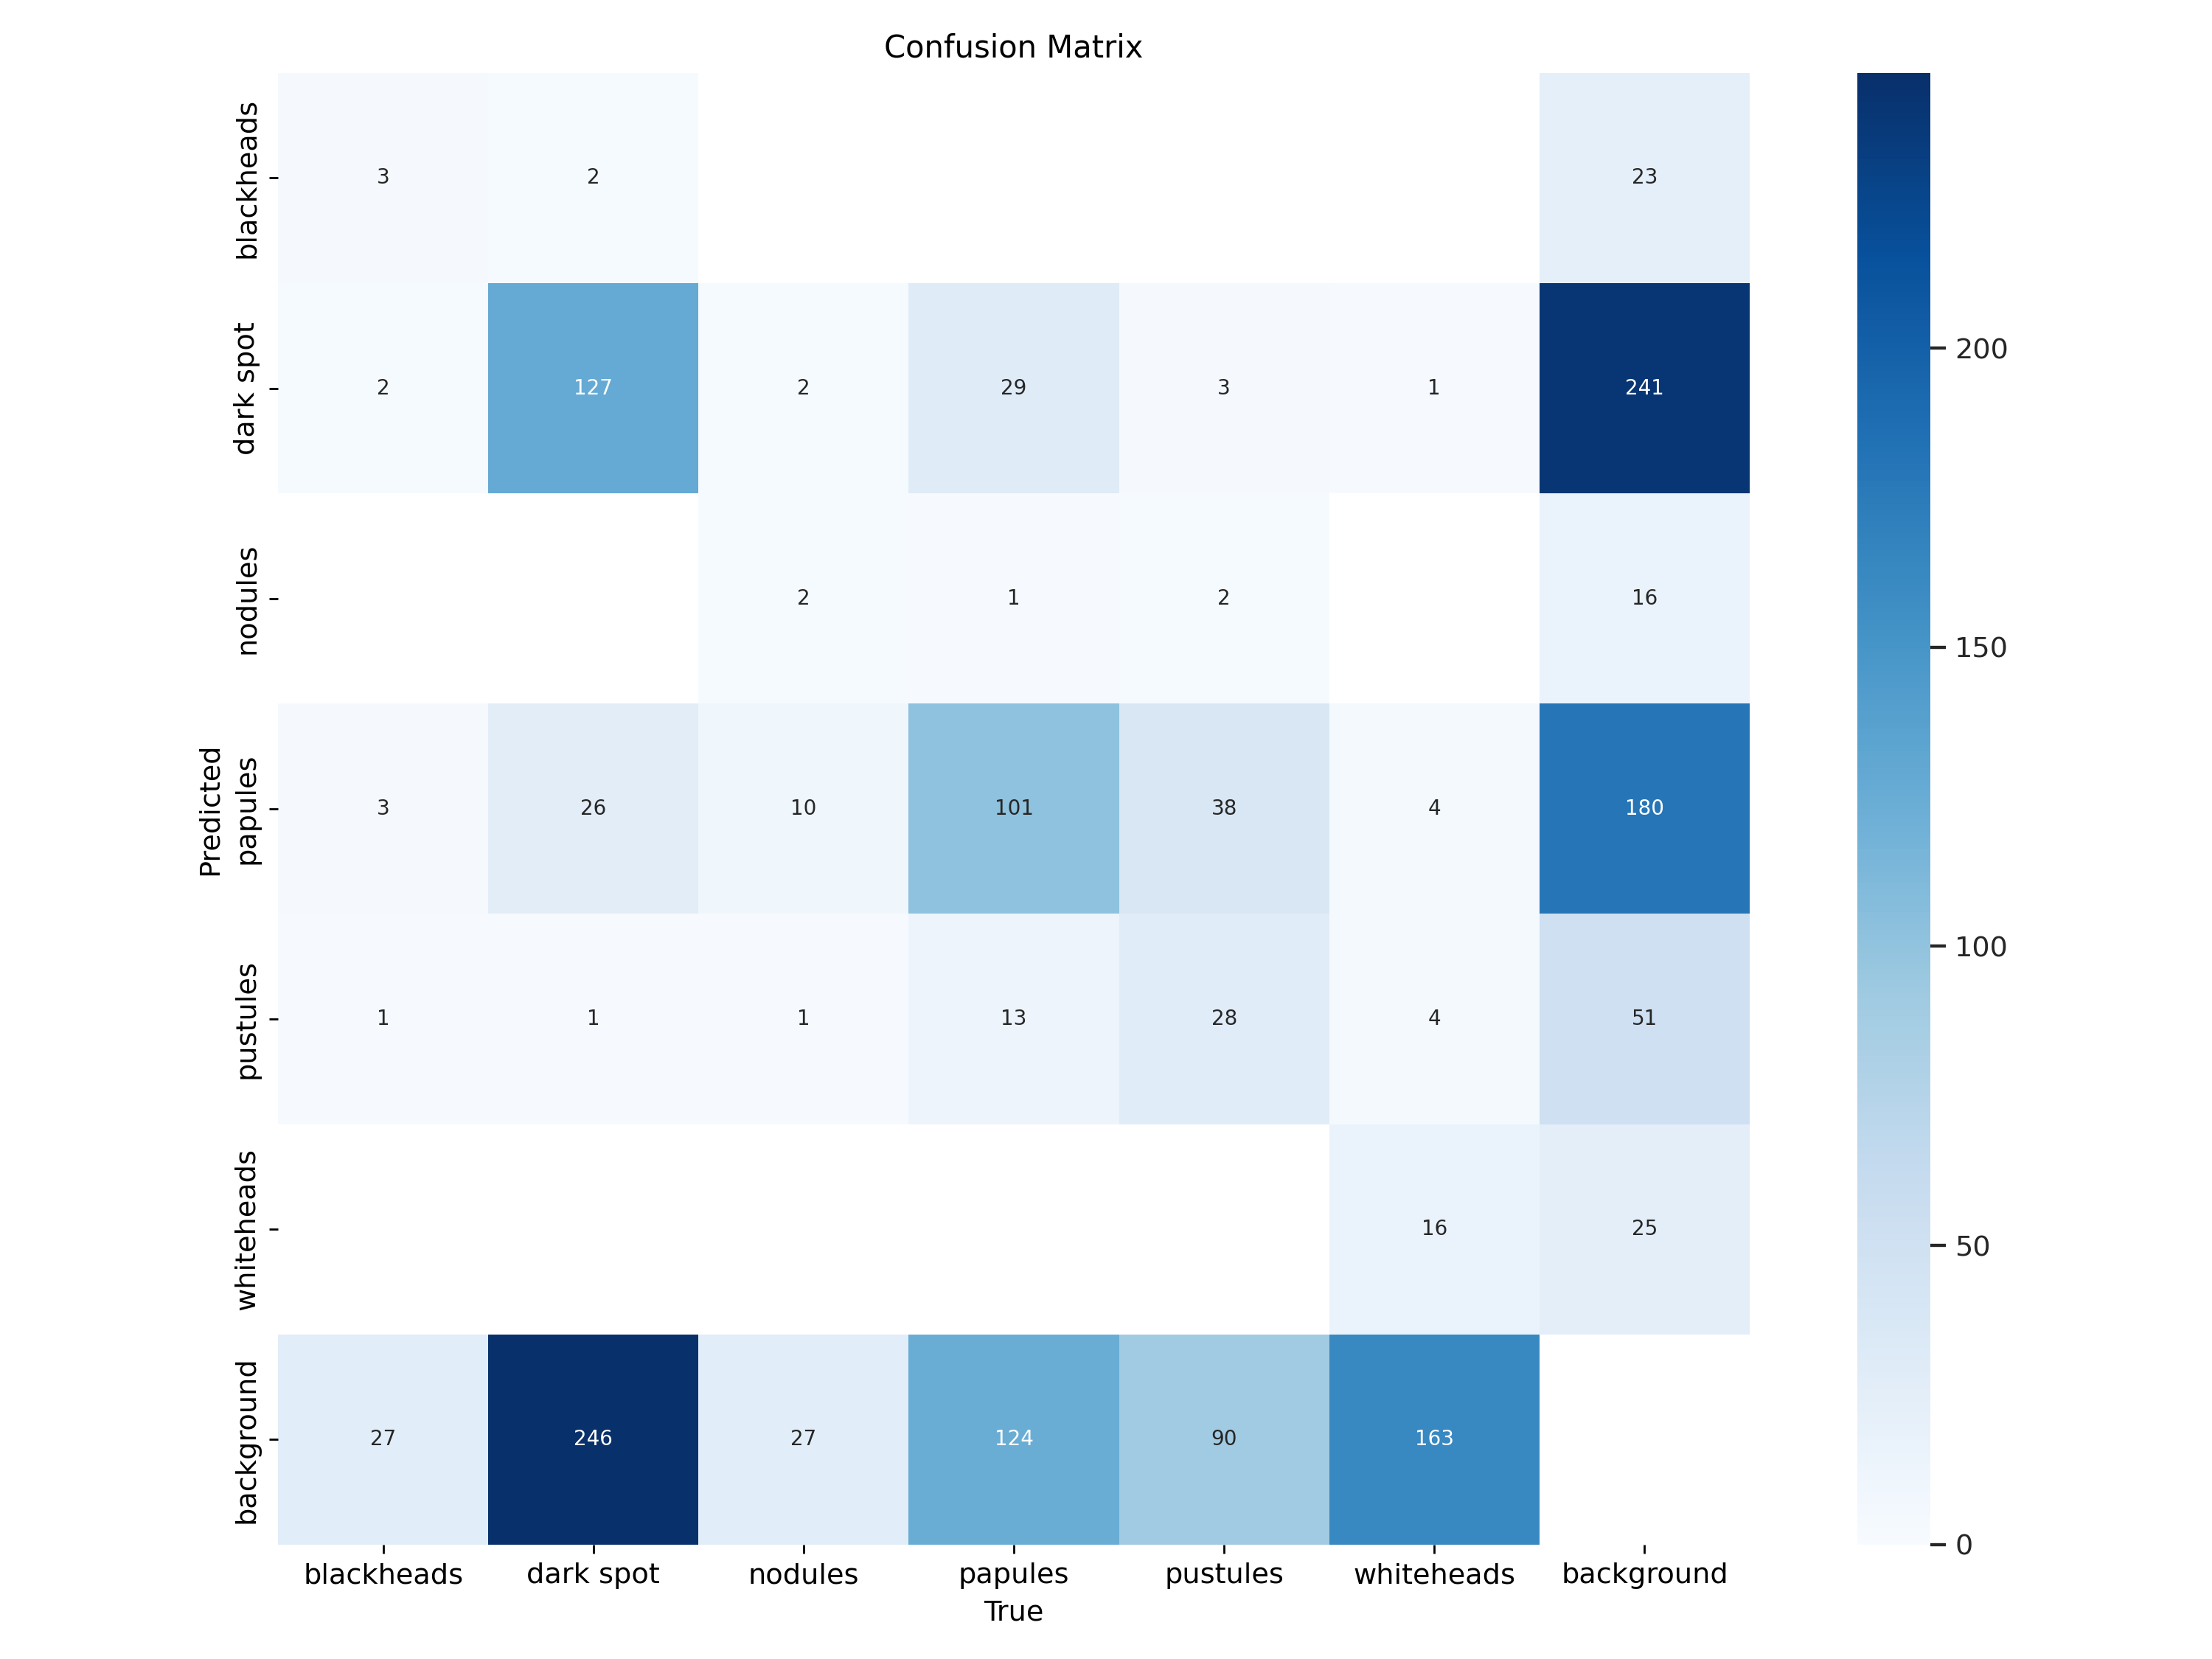 Confusion Matrix
blackheads
3 2 23
dark spot
2 127 2 29 3 1 241
nodules
2 1 2 16
Predicted
papules
3 26 10 101 38 4 180
pustules
1 1 1 13 28 4 51
whiteheads
16 25
background
27 246 27 124 90 163
blackheads dark spot nodules papules pustules whiteheads background
True
200
150
100
50
0